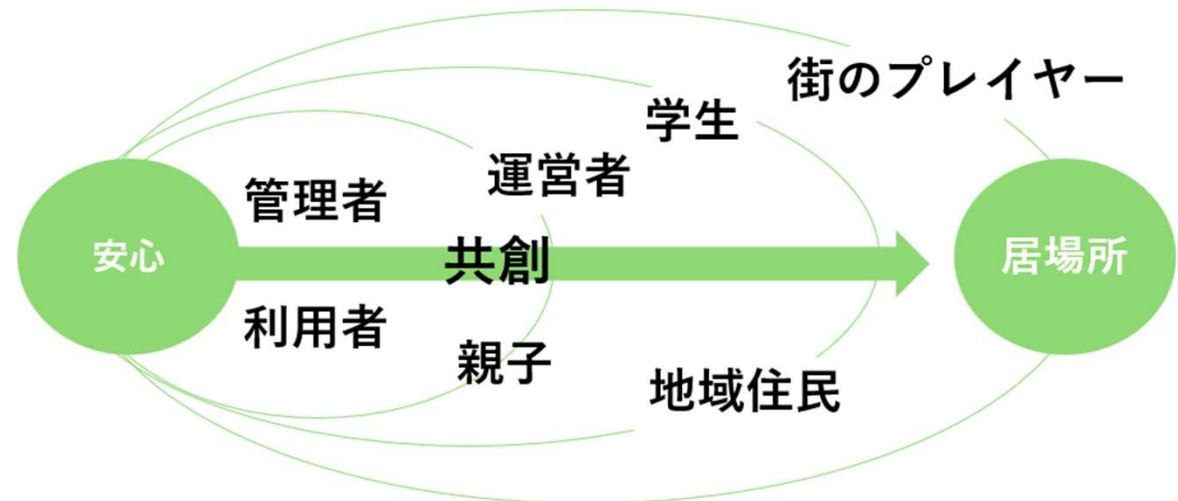 街のプレイヤー
学生
運営者
管理者
安心
共創
居場所
利用者
親子
地域住民